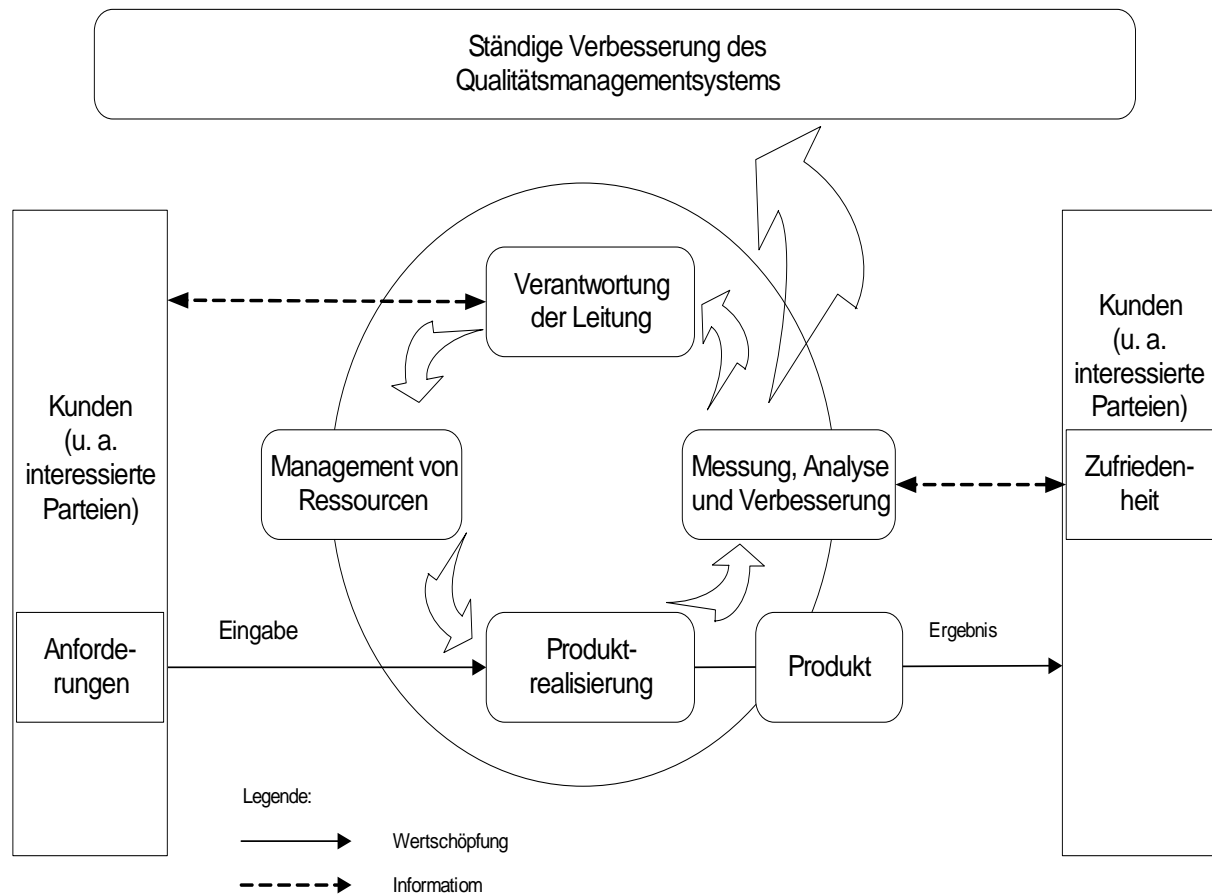 Ständige Verbesserung des
Qualitätsmanagementsystems
Verantwortung
der Leitung
Kunden
(u. a.
interessierte
Parteien)
Kunden
(u. a.
interessierte
Parteien)
Management von
Ressourcen
Messung, Analyse
und Verbesserung
Zufrieden-
heit
Anforde-
rungen
Eingabe
Produkt-
realisierung
Produkt
Ergebnis
Legende:
Wertschöpfung
Informatiom